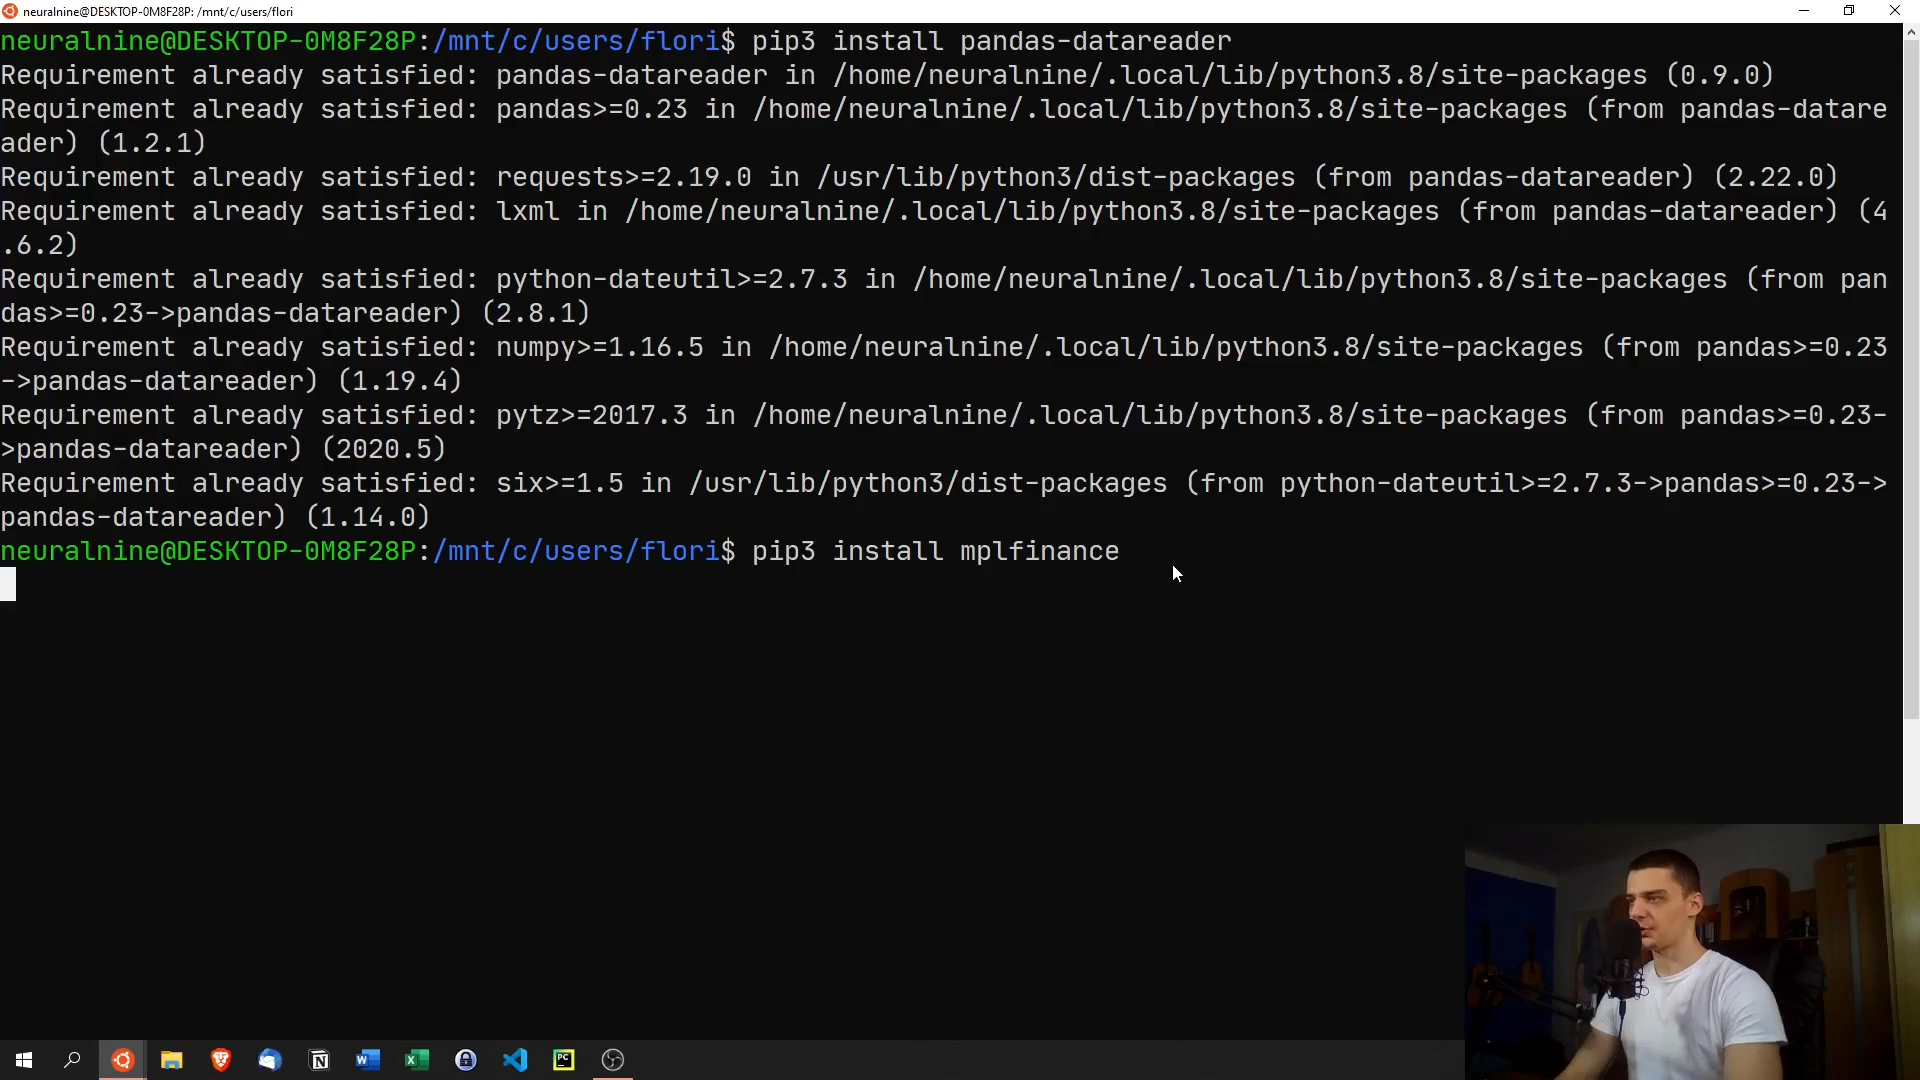 neuralnine@DESKTOP-0M8F28P: /mnt/c/users/flori
neuralnine@DESKTOP-0M8F28P:/mnt/c/users/flori$ pip3 install pandas-datareader
Requirement already satisfied: pandas-datareader in /home/neuralnine/.local/lib/python3.8/site-packages (0.9.0)
Requirement already satisfied: pandas>=0.23 in /home/neuralnine/.local/lib/python3.8/site-packages (from pandas-datare
ader) (1.2.1)
Requirement already satisfied: requests>=2.19.0 in /usr/lib/python3/dist-packages (from pandas-datareader) (2.22.0)
Requirement already satisfied: lxml in /home/neuralnine/.local/lib/python3.8/site-packages (from pandas-datareader) (4
.6.2)
Requirement already satisfied: python-dateutil>=2.7.3 in /home/neuralnine/.local/lib/python3.8/site-packages (from pan
das>=0.23->pandas-datareader) (2.8.1)
Requirement already satisfied: numpy>=1.16.5 in /home/neuralnine/.local/lib/python3.8/site-packages (from pandas>=0.23
->pandas-datareader) (1.19.4)
Requirement already satisfied: pytz>=2017.3 in /home/neuralnine/.local/lib/python3.8/site-packages (from pandas>=0.23-
>pandas-datareader) (2020.5)
Requirement already satisfied: six>=1.5 in /usr/lib/python3/dist-packages (from python-dateutil>=2.7.3->pandas>=0.23->
pandas-datareader) (1.14.0)
neuralnine@DESKTOP-0M8F28P:/mnt/c/users/flori$ pip3 install mplfinance